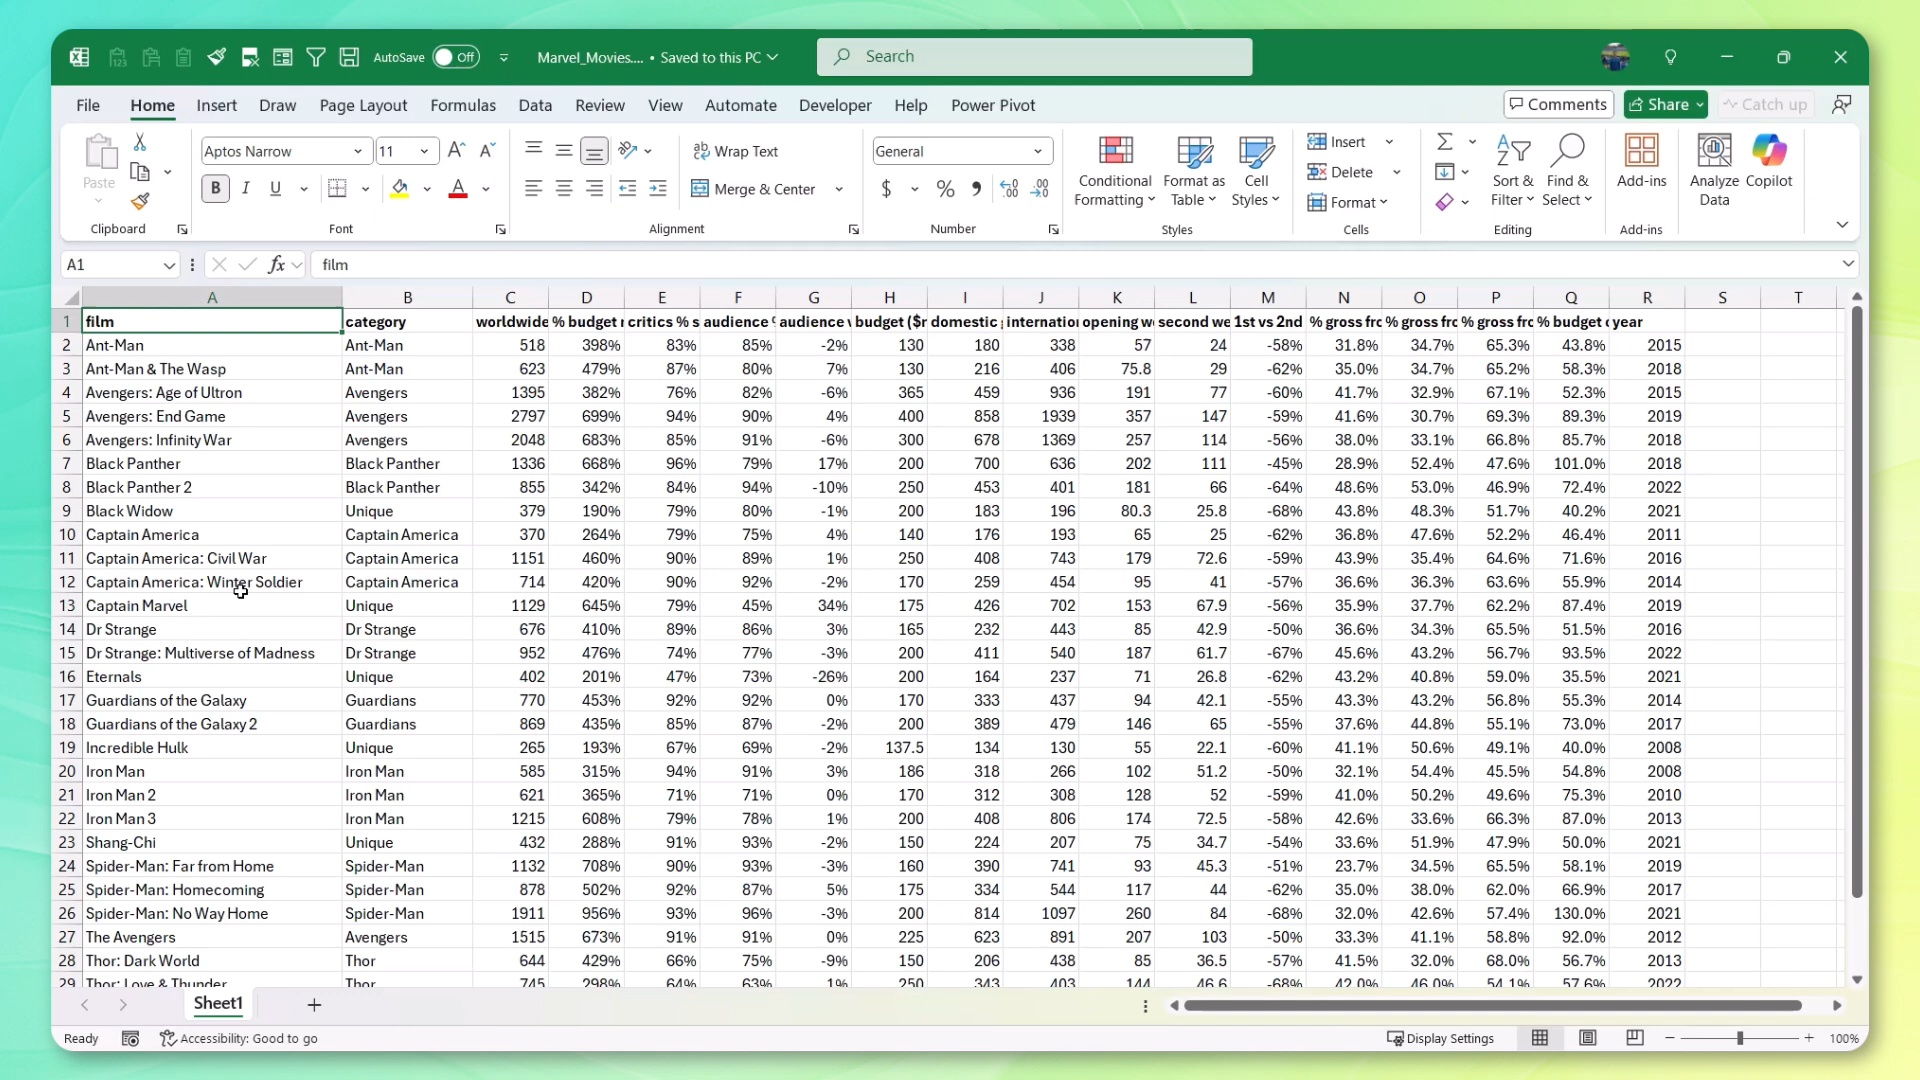 AutoSave Off Marvel_Movies.... • Saved to this PC Search
File Home Insert Draw Page Layout Formulas Data Review View Automate Developer Help Power Pivot Comments Share Catch up
Paste Clipboard
Aptos Narrow 11 B I U Font
Wrap Text Merge & Center Alignment
General $ % Number
Conditional Formatting Format as Table Cell Styles Styles
Insert Delete Format Cells
Sort & Filter Find & Select Editing
Add-ins Add-ins
Analyze Data Copilot
A1 fx film
A B C D E F G H I J K L M N O P Q R S T
1 film category worldwide % budget critics % s audience audience budget ($ domestic internatio opening we second we 1st vs 2nd % gross fro % gross fro % gross fro % budget year
2 Ant-Man Ant-Man 518 398% 83% 85% -2% 130 180 338 57 24 -58% 31.8% 34.7% 65.3% 43.8% 2015
3 Ant-Man & The Wasp Ant-Man 623 479% 87% 80% 7% 130 216 406 75.8 29 -62% 35.0% 34.7% 65.2% 58.3% 2018
4 Avengers: Age of Ultron Avengers 1395 382% 76% 82% -6% 365 459 936 191 77 -60% 41.7% 32.9% 67.1% 52.3% 2015
5 Avengers: End Game Avengers 2797 699% 94% 90% 4% 400 858 1939 357 147 -59% 41.6% 30.7% 69.3% 89.3% 2019
6 Avengers: Infinity War Avengers 2048 683% 85% 91% -6% 300 678 1369 257 114 -56% 38.0% 33.1% 66.8% 85.7% 2018
7 Black Panther Black Panther 1336 668% 96% 79% 17% 200 700 636 202 111 -45% 28.9% 52.4% 47.6% 101.0% 2018
8 Black Panther 2 Black Panther 855 342% 84% 94% -10% 250 453 401 181 66 -64% 48.6% 53.0% 46.9% 72.4% 2022
9 Black Widow Unique 379 190% 79% 80% -1% 200 183 196 80.3 25.8 -68% 43.8% 48.3% 51.7% 40.2% 2021
10 Captain America Captain America 370 264% 79% 75% 4% 140 176 193 65 25 -62% 36.8% 47.6% 52.2% 46.4% 2011
11 Captain America: Civil War Captain America 1151 460% 90% 89% 1% 250 408 743 179 72.6 -59% 43.9% 35.4% 64.6% 71.6% 2016
12 Captain America: Winter Soldier Captain America 714 420% 90% 92% -2% 170 259 454 95 41 -57% 36.6% 36.3% 63.6% 55.9% 2014
13 Captain Marvel Unique 1129 645% 79% 45% 34% 175 426 702 153 67.9 -56% 35.9% 37.7% 62.2% 87.4% 2019
14 Dr Strange Dr Strange 676 410% 89% 86% 3% 165 232 443 85 42.9 -50% 36.6% 34.3% 65.5% 51.5% 2016
15 Dr Strange: Multiverse of Madness Dr Strange 952 476% 74% 77% -3% 200 411 540 187 61.7 -67% 45.6% 43.2% 56.7% 93.5% 2022
16 Eternals Unique 402 201% 47% 73% -26% 200 164 237 71 26.8 -62% 43.2% 40.8% 59.0% 35.5% 2021
17 Guardians of the Galaxy Guardians 770 453% 92% 92% 0% 170 333 437 94 42.1 -55% 43.3% 43.2% 56.8% 55.3% 2014
18 Guardians of the Galaxy 2 Guardians 869 435% 85% 87% -2% 200 389 479 146 65 -55% 37.6% 44.8% 55.1% 73.0% 2017
19 Incredible Hulk Unique 265 193% 67% 69% -2% 137.5 134 130 55 22.1 -60% 41.1% 50.6% 49.1% 40.0% 2008
20 Iron Man Iron Man 585 315% 94% 91% 3% 186 318 266 102 51.2 -50% 32.1% 54.4% 45.5% 54.8% 2008
21 Iron Man 2 Iron Man 621 365% 71% 71% 0% 170 312 308 128 52 -59% 41.0% 50.2% 49.6% 75.3% 2010
22 Iron Man 3 Iron Man 1215 608% 79% 78% 1% 200 408 806 174 72.5 -58% 42.6% 33.6% 66.3% 87.0% 2013
23 Shang-Chi Unique 432 288% 91% 93% -2% 150 224 207 75 34.7 -54% 33.6% 51.9% 47.9% 50.0% 2021
24 Spider-Man: Far from Home Spider-Man 1132 708% 90% 93% -3% 160 390 741 93 45.3 -51% 23.7% 34.5% 65.5% 58.1% 2019
25 Spider-Man: Homecoming Spider-Man 878 502% 92% 87% 5% 175 334 544 117 44 -62% 35.0% 38.0% 62.0% 66.9% 2017
26 Spider-Man: No Way Home Spider-Man 1911 956% 93% 96% -3% 200 814 1097 260 84 -68% 32.0% 42.6% 57.4% 130.0% 2021
27 The Avengers Avengers 1515 673% 91% 91% 0% 225 623 891 207 103 -50% 33.3% 41.1% 58.8% 92.0% 2012
28 Thor: Dark World Thor 644 429% 66% 75% -9% 150 206 438 85 36.5 -57% 41.5% 32.0% 68.0% 56.7% 2013
29 Thor: Love & Thunder Thor 745 298% 64% 63% 1% 250 343 403 144 46.6 -68% 42.0% 46.0% 54.1% 57.6% 2022
Sheet1
Ready Accessibility: Good to go Display Settings 100%